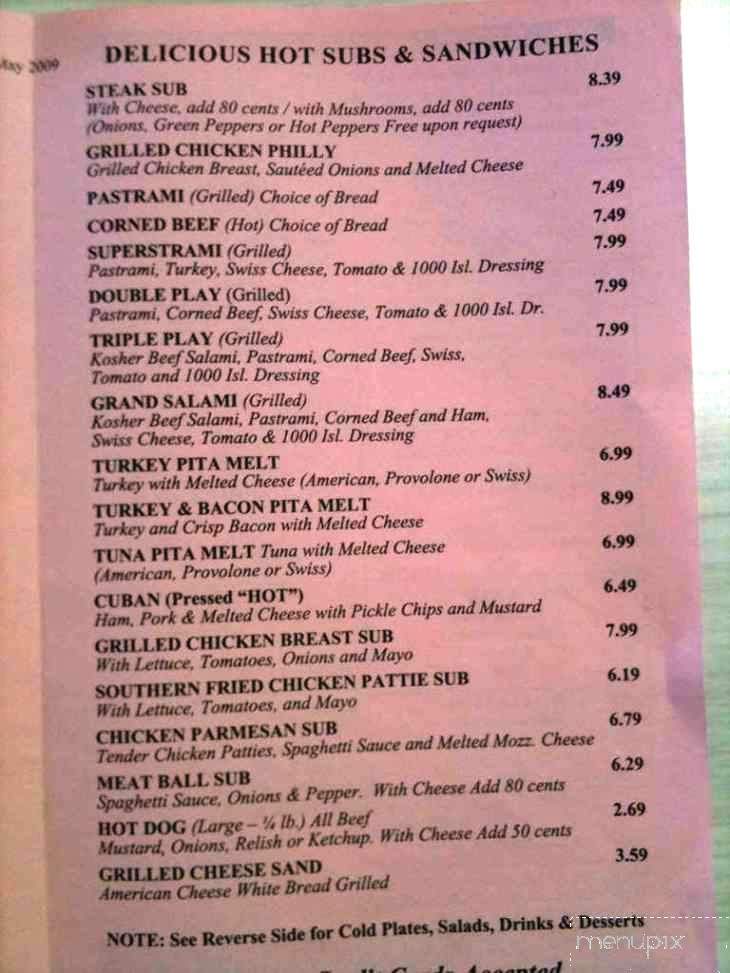 May 2009
DELICIOUS HOT SUBS & SANDWICHES
STEAK SUB 8.39
With Cheese, add 80 cents / with Mushrooms, add 80 cents
(Onions, Green Peppers or Hot Peppers Free upon request)
GRILLED CHICKEN PHILLY 7.99
Grilled Chicken Breast, Sautéed Onions and Melted Cheese
PASTRAMI (Grilled) Choice of Bread 7.49
CORNED BEEF (Hot) Choice of Bread 7.49
SUPERSTRAMI (Grilled) 7.99
Pastrami, Turkey, Swiss Cheese, Tomato & 1000 Isl. Dressing
DOUBLE PLAY (Grilled) 7.99
Pastrami, Corned Beef, Swiss Cheese, Tomato & 1000 Isl. Dr.
TRIPLE PLAY (Grilled) 7.99
Kosher Beef Salami, Pastrami, Corned Beef, Swiss,
Tomato and 1000 Isl. Dressing
GRAND SALAMI (Grilled) 8.49
Kosher Beef Salami, Pastrami, Corned Beef and Ham,
Swiss Cheese, Tomato & 1000 Isl. Dressing
TURKEY PITA MELT 6.99
Turkey with Melted Cheese (American, Provolone or Swiss)
TURKEY & BACON PITA MELT 8.99
Turkey and Crisp Bacon with Melted Cheese
TUNA PITA MELT Tuna with Melted Cheese 6.99
(American, Provolone or Swiss)
CUBAN (Pressed "HOT") 6.49
Ham, Pork & Melted Cheese with Pickle Chips and Mustard
GRILLED CHICKEN BREAST SUB 7.99
With Lettuce, Tomatoes, Onions and Mayo
SOUTHERN FRIED CHICKEN PATTIE SUB 6.19
With Lettuce, Tomatoes, and Mayo
CHICKEN PARMESAN SUB 6.79
Tender Chicken Patties, Spaghetti Sauce and Melted Mozz. Cheese
MEAT BALL SUB 6.29
Spaghetti Sauce, Onions & Pepper. With Cheese Add 80 cents
HOT DOG (Large – ¼ lb.) All Beef 2.69
Mustard, Onions, Relish or Ketchup. With Cheese Add 50 cents
GRILLED CHEESE SAND 3.59
American Cheese White Bread Grilled
NOTE: See Reverse Side for Cold Plates, Salads, Drinks & Desserts
menupix
Cards Accepted